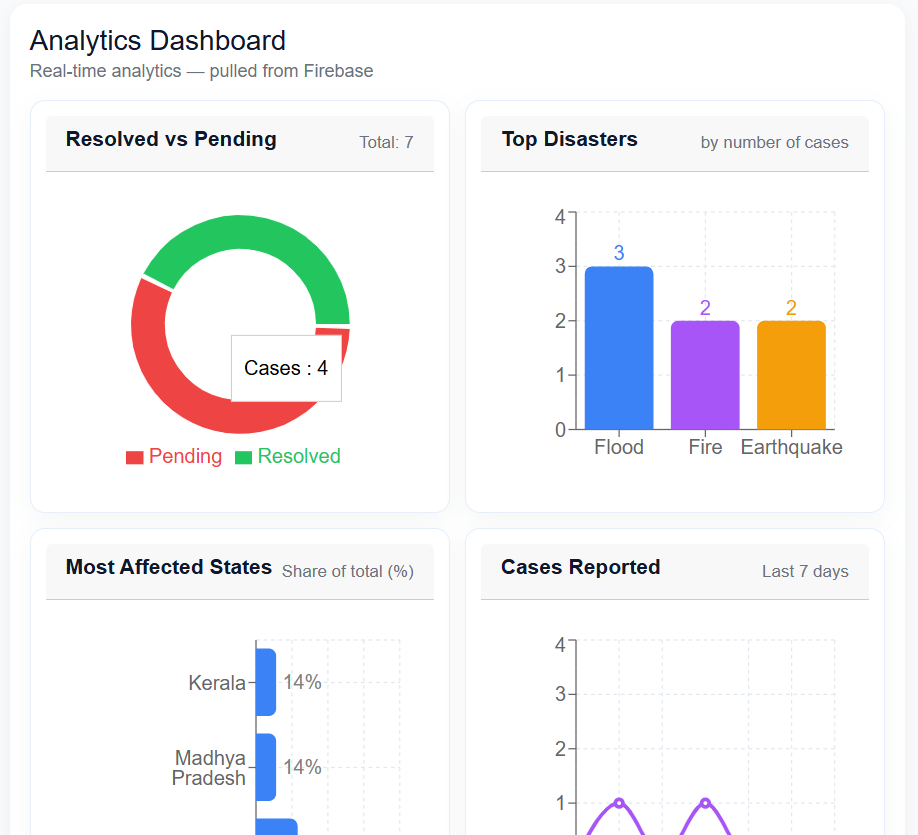 Analytics Dashboard
Real-time analytics — pulled from Firebase
Resolved vs Pending
Total: 7
Cases : 4
Pending
Resolved
Top Disasters
by number of cases
4
3
2
1
0
3
2
2
Flood
Fire
Earthquake
Most Affected States
Share of total (%)
Kerala
14%
Madhya
Pradesh
14%
Cases Reported
Last 7 days
4
3
2
1